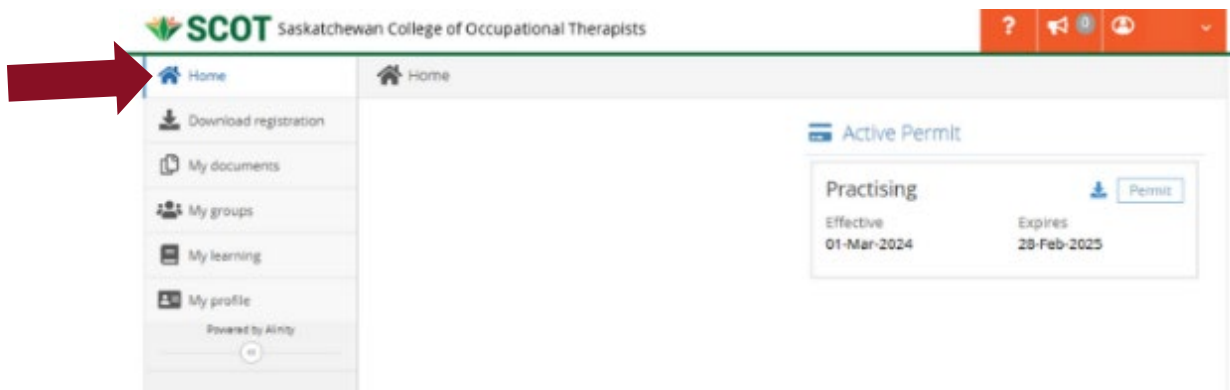 SCOT Saskatchewan College of Occupational Therapists
? 0
Home
Home
Download registration
My documents
My groups
My learning
My profile
Powered by Alinity
Active Permit
Practising
Permit
Effective
Expires
01-Mar-2024
28-Feb-2025